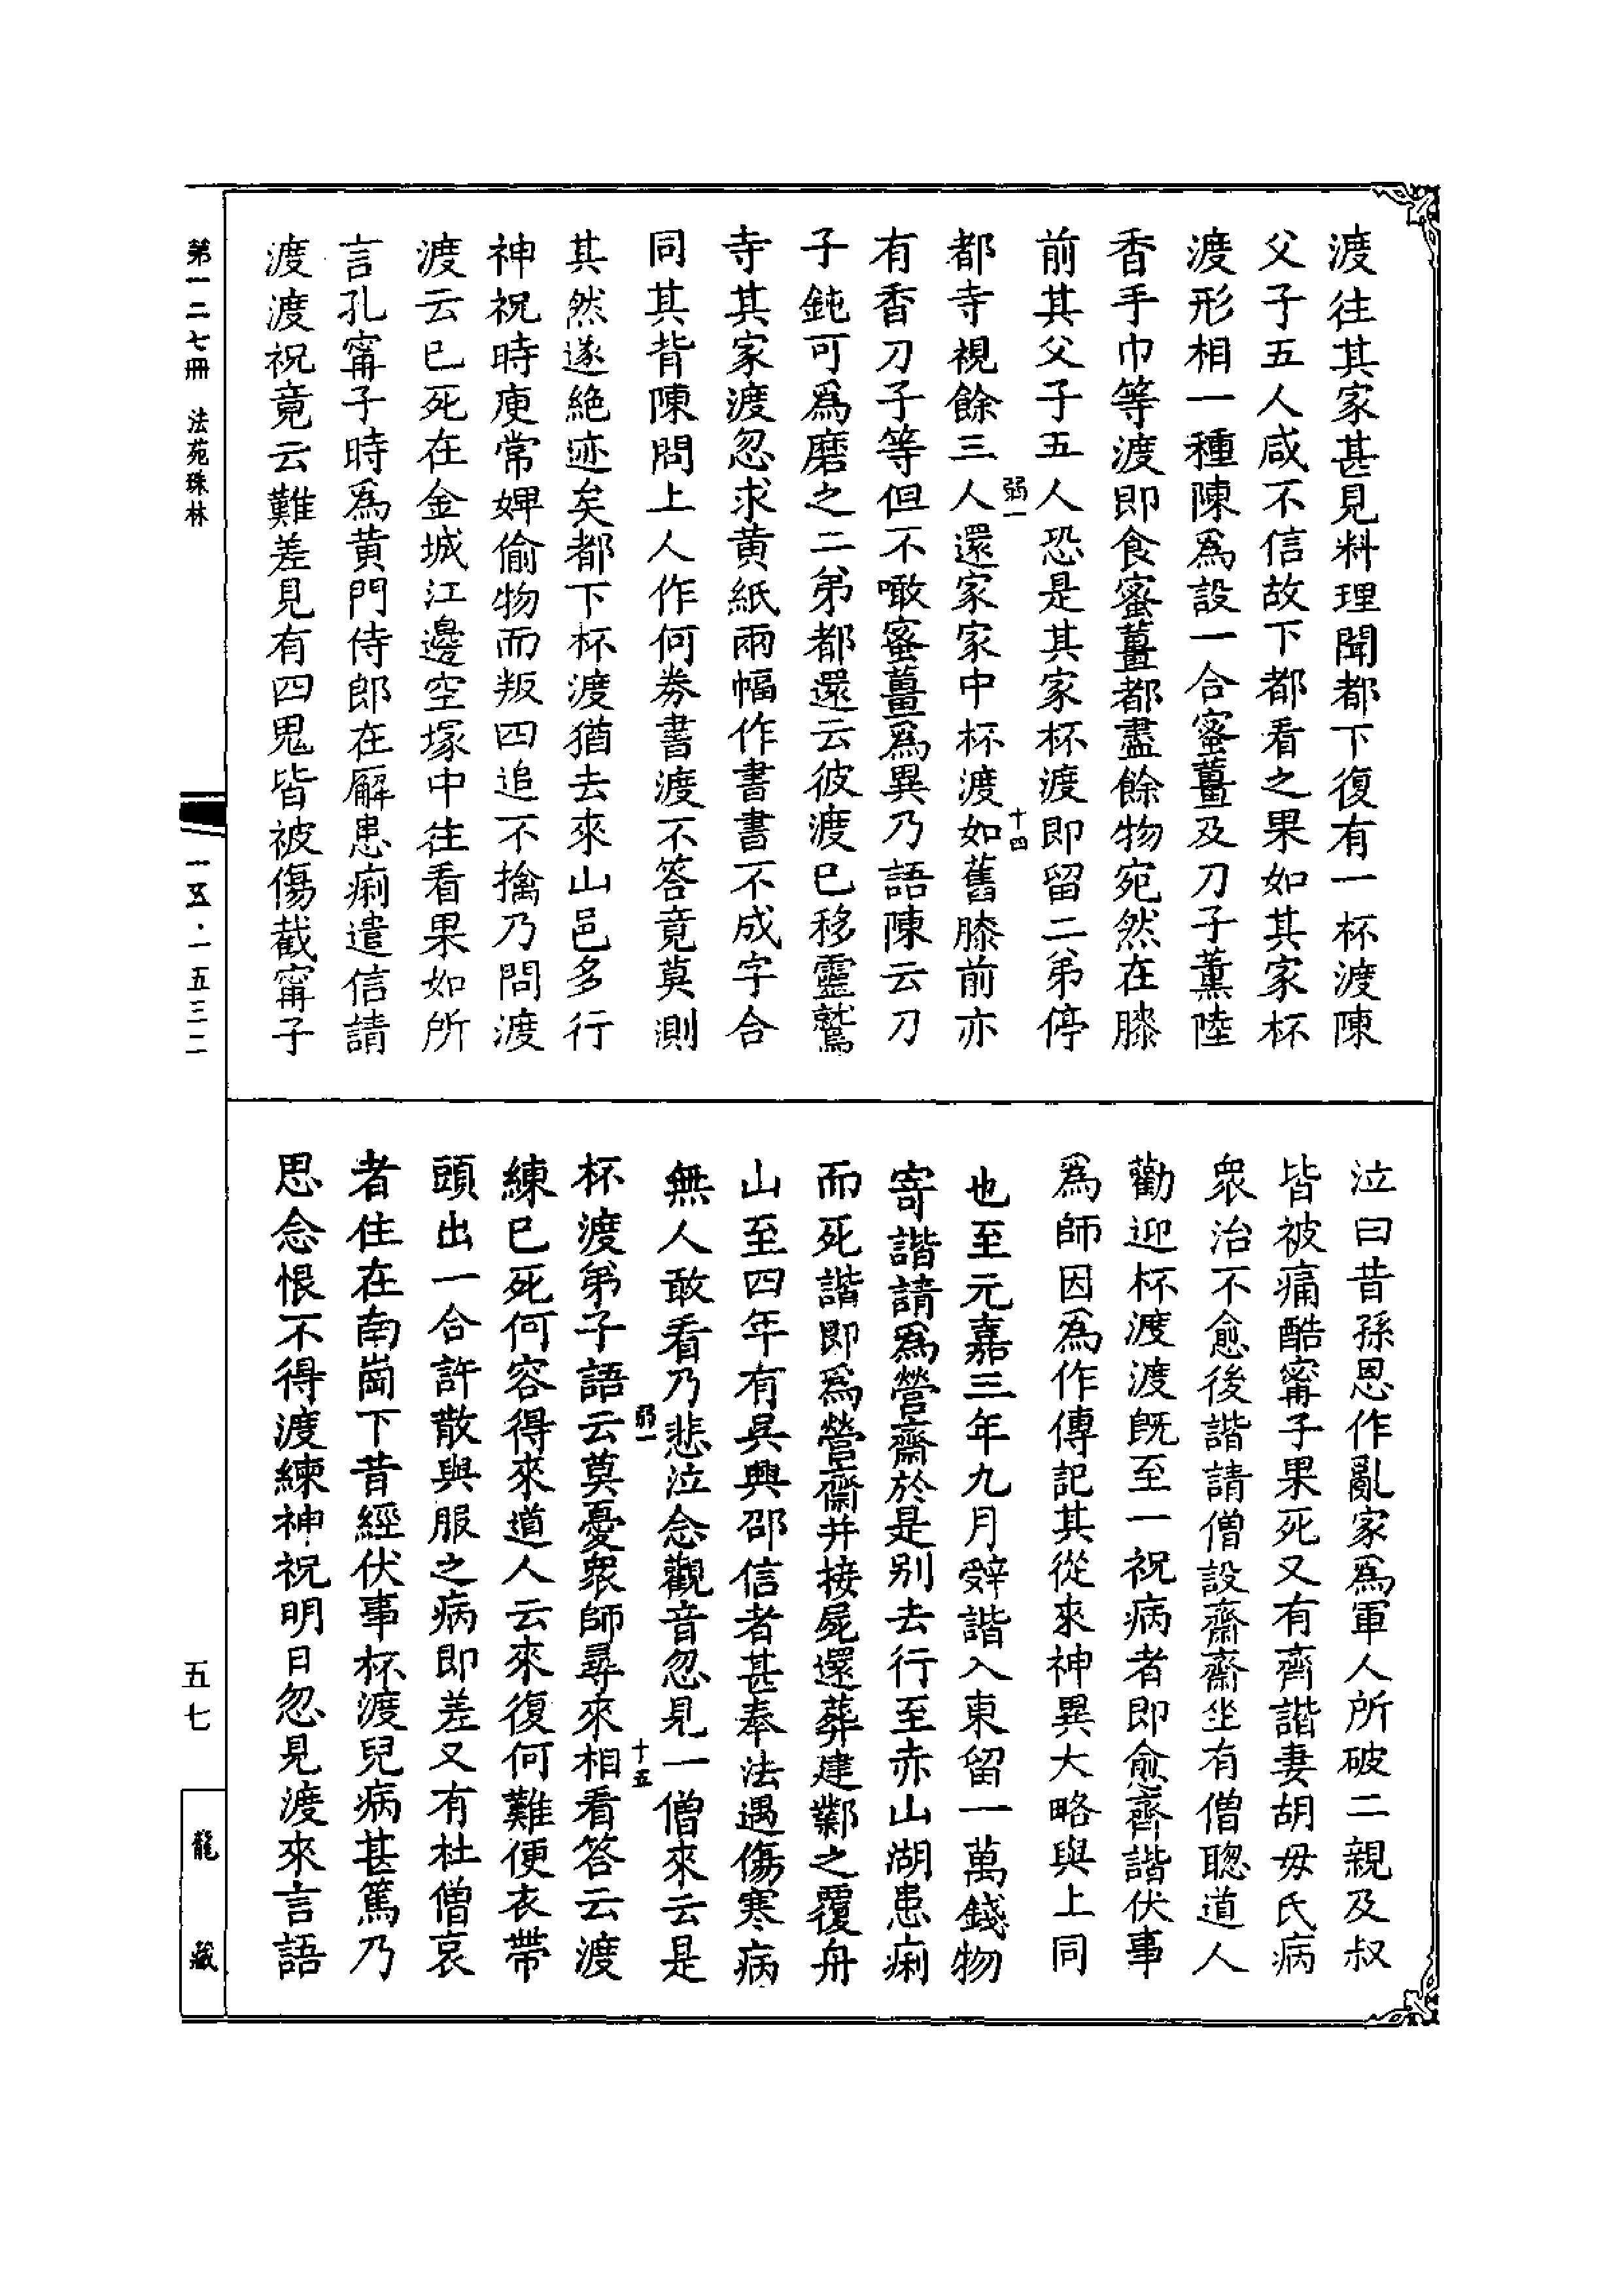 渡往其家甚見料理聞都下復有一杯渡陳
父子五人咸不信故下都看之果如其家杯
渡形相一種陳爲設一合蜜薑及刀子薰陸
香手巾等渡即食蜜薑都盡餘物宛然在膝
前其父子五人恐是其家杯渡即留二弟停
弱一
十四
都寺視餘三人還家家中杯渡如舊膝前亦
有香刀子等但不噉蜜薑爲異乃語陳云刀
子鈍可爲磨之二弟都還云彼渡已移靈鷲
寺其家渡忽求黄紙兩幅作書書不成字合
同其背陳問上人作何券書渡不答竟莫測
其然遂絶迹矣都下杯渡猶去來山邑多行
神祝時庾常婢偷物而叛四追不擒乃問渡
渡云已死在金城江邊空塚中往看果如所
言孔甯子時爲黄門侍郎在廨患痢遣信請
渡渡祝竟云難差見有四鬼皆被傷截甯子
泣曰昔孫恩作亂家爲軍人所破二親及叔
皆被痛酷甯子果死又有齊諧妻胡毋氏病
衆治不愈後諧請僧設齋齋坐有僧聰道人
勸迎杯渡渡既至一祝病者即愈齊諧伏事
爲師因爲作傳記其從來神異大略與上同
也至元嘉三年九月辭諧入東留一萬錢物
寄諧請爲營齋於是别去行至赤山湖患痢
而死諧即爲營齋并接屍還葬建鄴之覆舟
山至四年有吳興邵信者甚奉法遇傷寒病
無人敢看乃悲泣念觀音忽見一僧來云是
弱一
十五
杯渡弟子語云莫憂衆師尋來相看答云渡
練已死何容得來道人云來復何難便衣帶
頭出一合許散與服之病即差又有杜僧哀
者住在南崗下昔經伏事杯渡兒病甚篤乃
思念恨不得渡練神祝明日忽見渡來言語
第一二七冊
法苑珠林
一一五·一五三二
五七
龍藏